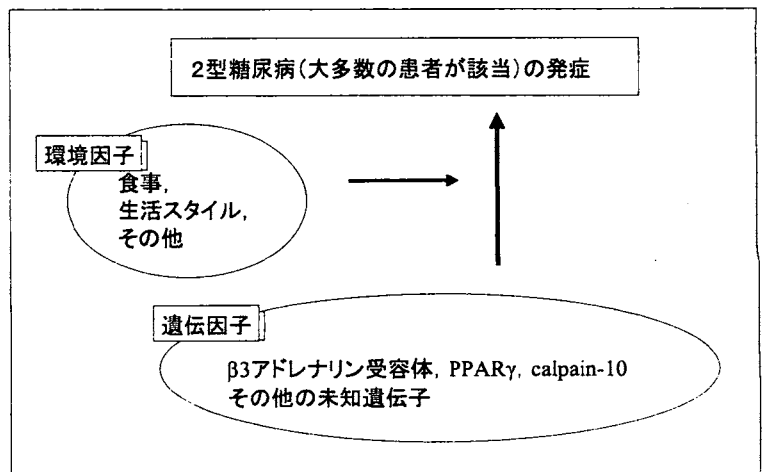 2型糖尿病(大多数の患者が該当)の発症
環境因子
食事,
生活スタイル,
その他
遺伝因子
β3アドレナリン受容体, PPARγ, calpain-10
その他の未知遺伝子